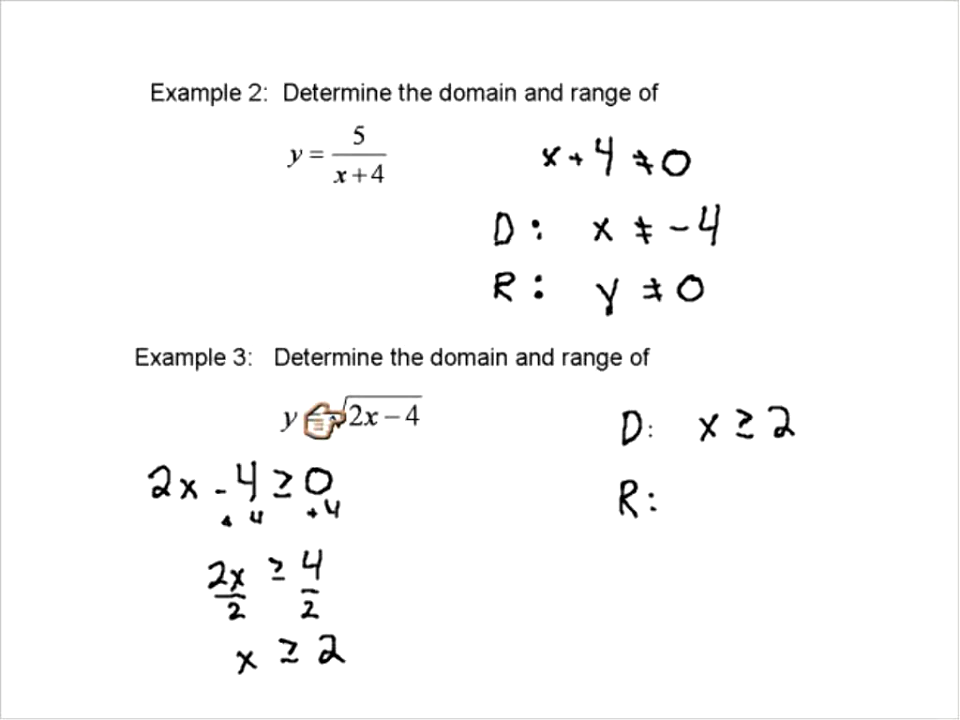 Example 2: Determine the domain and range of
y = 5/(x+4)
x + 4 ≠ 0
D: x ≠ -4
R: y ≠ 0
Example 3: Determine the domain and range of
y = √(2x − 4)
D: x ≥ 2
R:
2x - 4 ≥ 0
+ 4 + 4
2x/2 ≥ 4/2
x ≥ 2